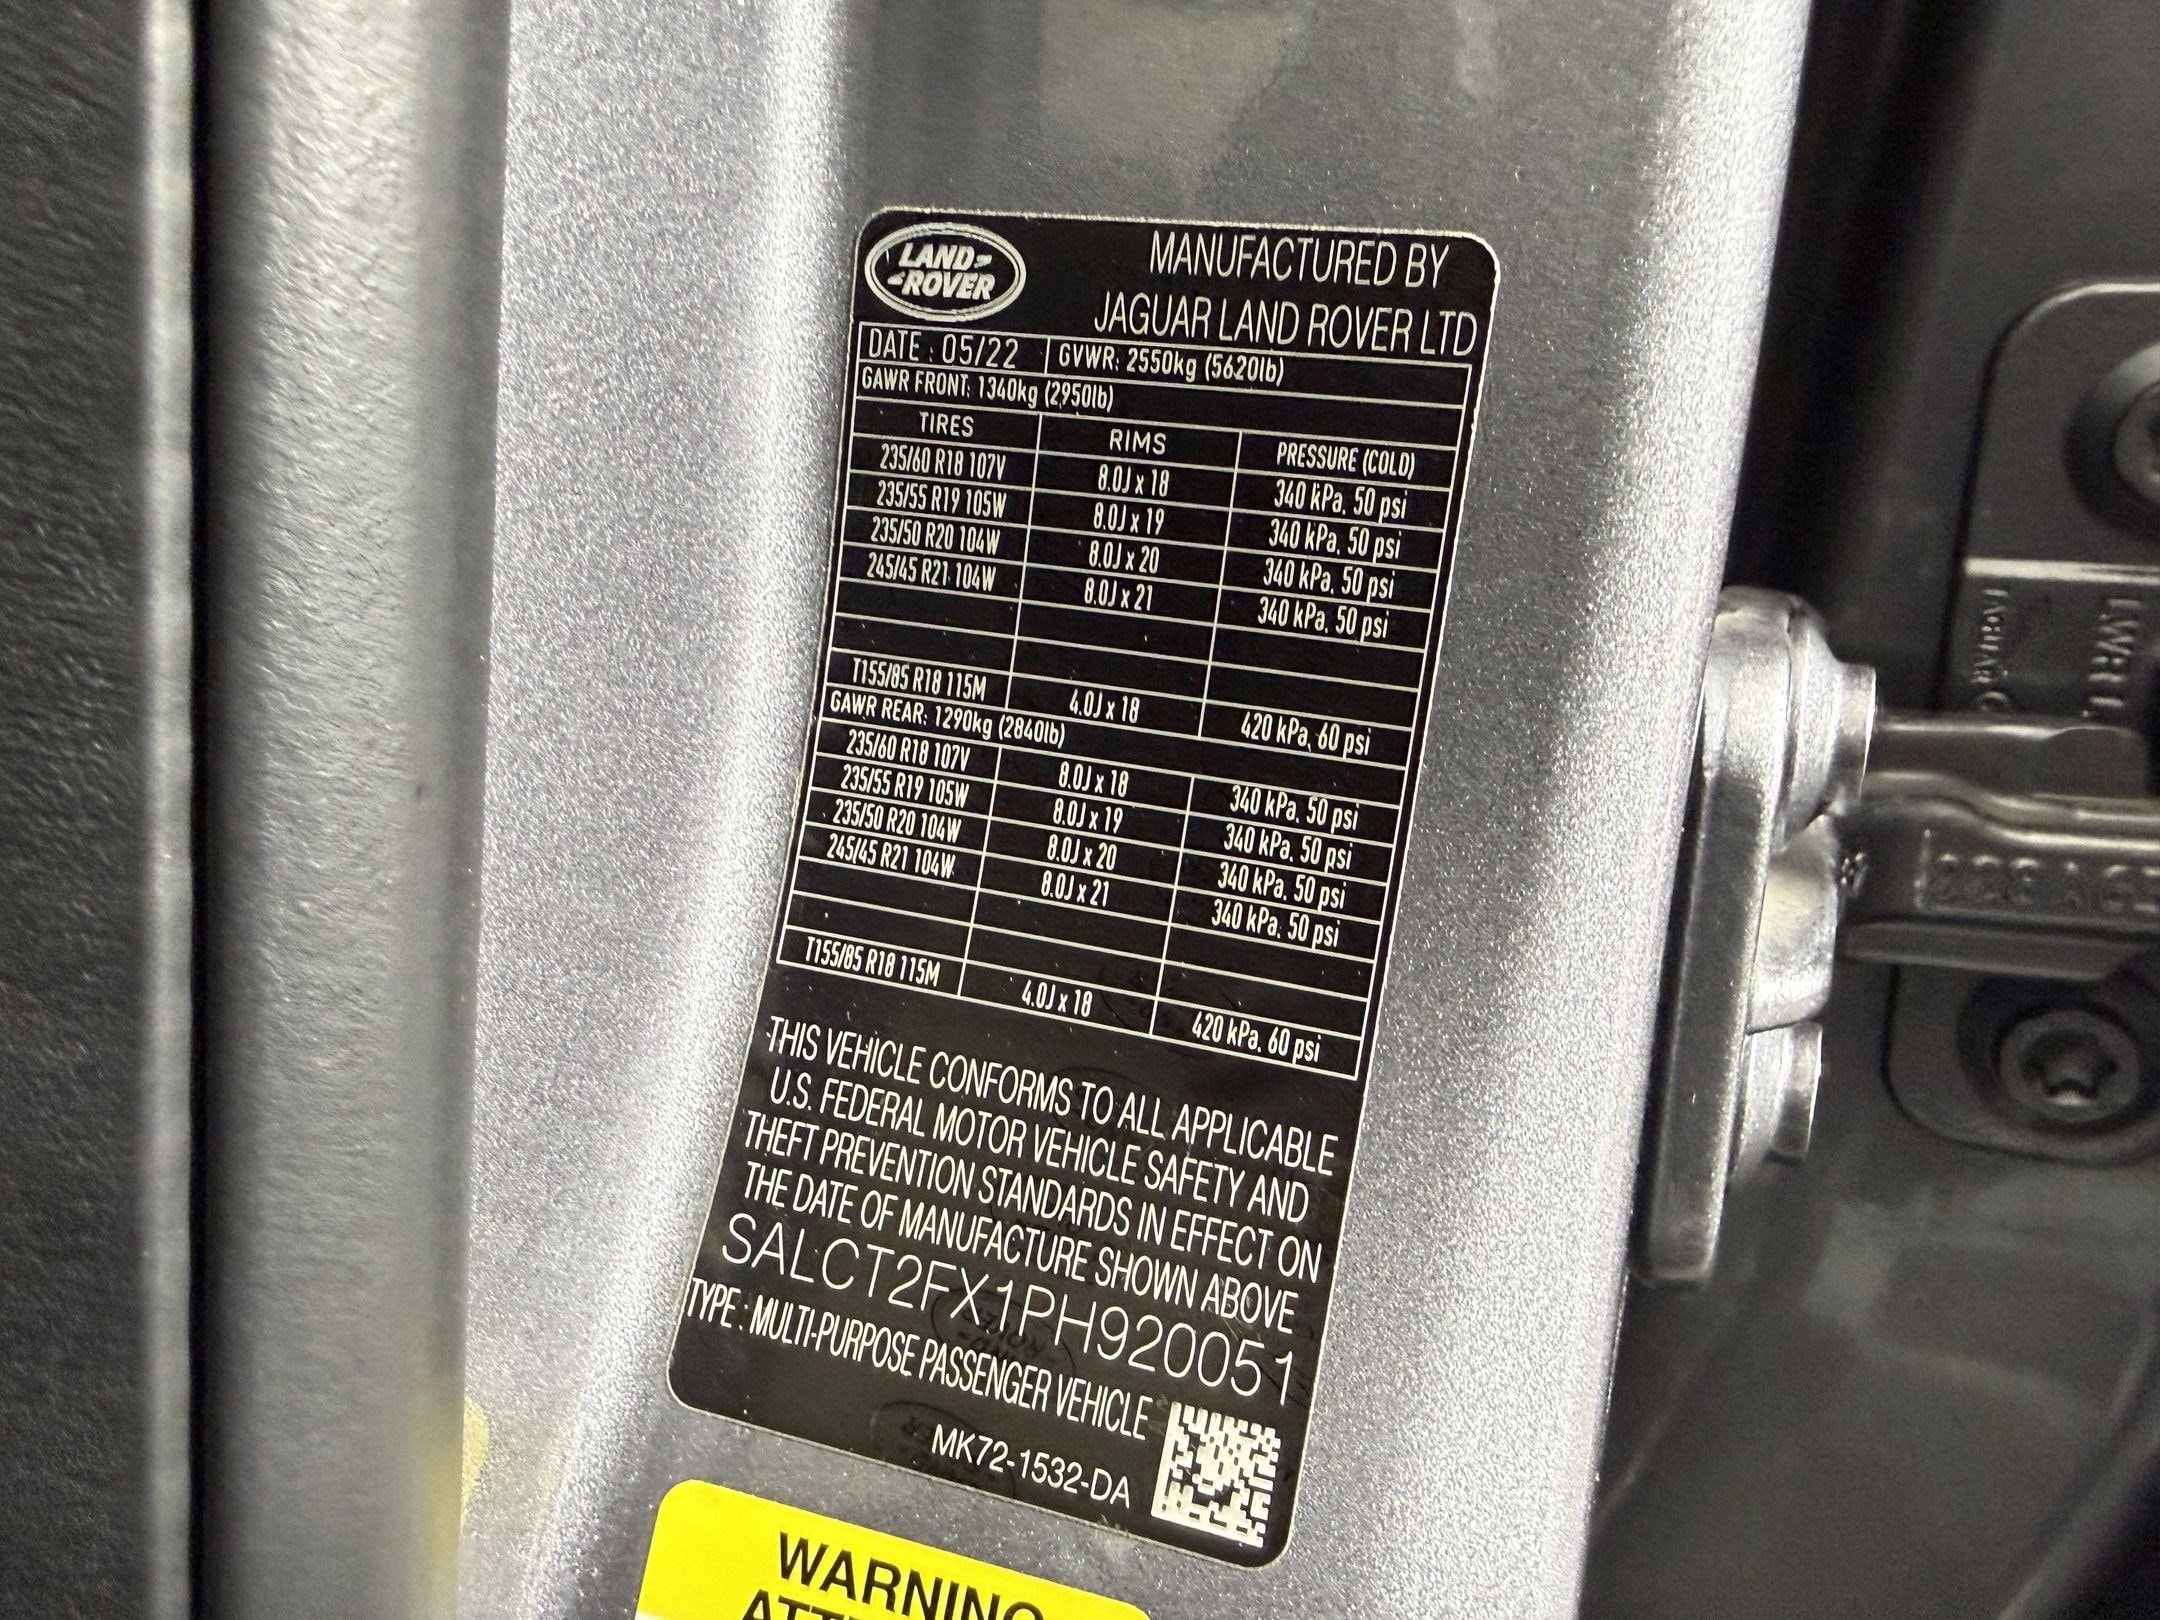 LAND-
-ROVER
MANUFACTURED BY
JAGUAR LAND ROVER LTD
DATE : 05/22 GVWR: 2550kg (5620lb)
GAWR FRONT: 1340kg (2950lb)
TIRES RIMS PRESSURE (COLD)
235/60 R18 107V 8.0J x 18 340 kPa, 50 psi
235/55 R19 105W 8.0J x 19 340 kPa, 50 psi
235/50 R20 104W 8.0J x 20 340 kPa, 50 psi
245/45 R21 104W 8.0J x 21 340 kPa, 50 psi
T155/85 R18 115M 4.0J x 18 420 kPa, 60 psi
GAWR REAR: 1290kg (2840lb)
235/60 R18 107V 8.0J x 18 340 kPa, 50 psi
235/55 R19 105W 8.0J x 19 340 kPa, 50 psi
235/50 R20 104W 8.0J x 20 340 kPa, 50 psi
245/45 R21 104W 8.0J x 21 340 kPa, 50 psi
T155/85 R18 115M 4.0J x 18 420 kPa, 60 psi
THIS VEHICLE CONFORMS TO ALL APPLICABLE
U.S. FEDERAL MOTOR VEHICLE SAFETY AND
THEFT PREVENTION STANDARDS IN EFFECT ON
THE DATE OF MANUFACTURE SHOWN ABOVE
SALCT2FX1PH920051
TYPE : MULTI-PURPOSE PASSENGER VEHICLE
MK72-1532-DA
WARNING